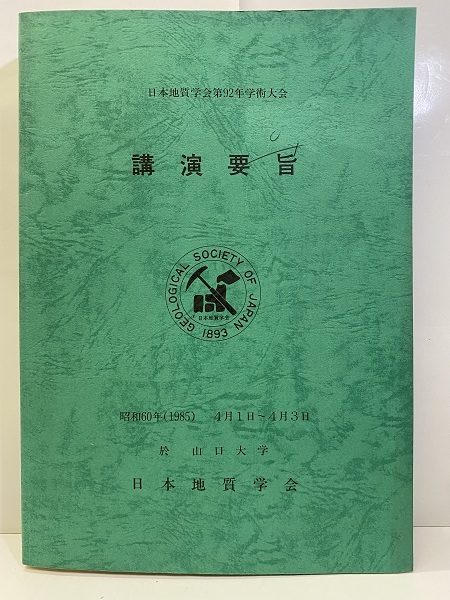 日本地質学会第92年学術大会
講演要旨
GEOLOGICAL SOCIETY OF JAPAN
日本地質学会
1893
昭和60年(1985) 4月1日~4月3日
於 山口大学
日本地質学会